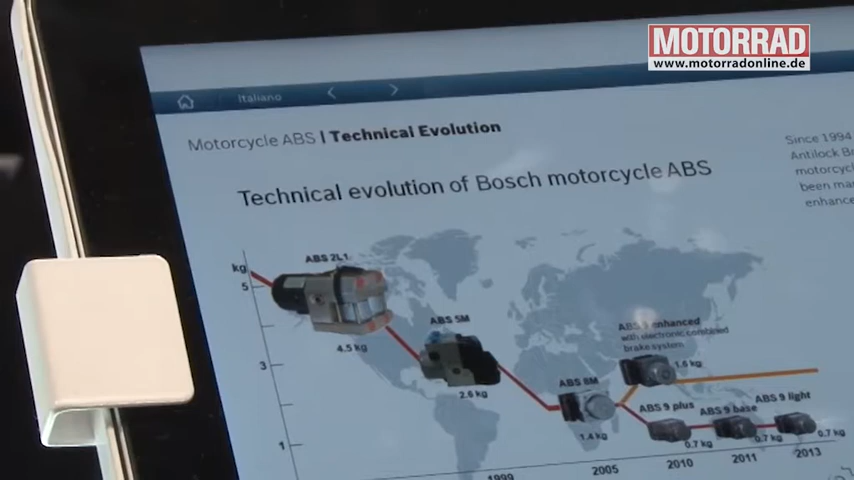 MOTORRAD
www.motorradonline.de
Italiano
Motorcycle ABS | Technical Evolution
Since 1994
Antilock
motorcycl
been
enhance
Technical evolution of Bosch motorcycle ABS
kg
5
3
1
ABS 2L1
4.5 kg
ABS 5M
2.6 kg
ABS 8M
1.4 kg
ABS 9 enhanced
with electronic combined
brake system
1.6 kg
ABS 9 plus
0.7 kg
ABS 9 base
0.7 kg
ABS 9 light
0.7 kg
1999
2005
2010
2011
2013